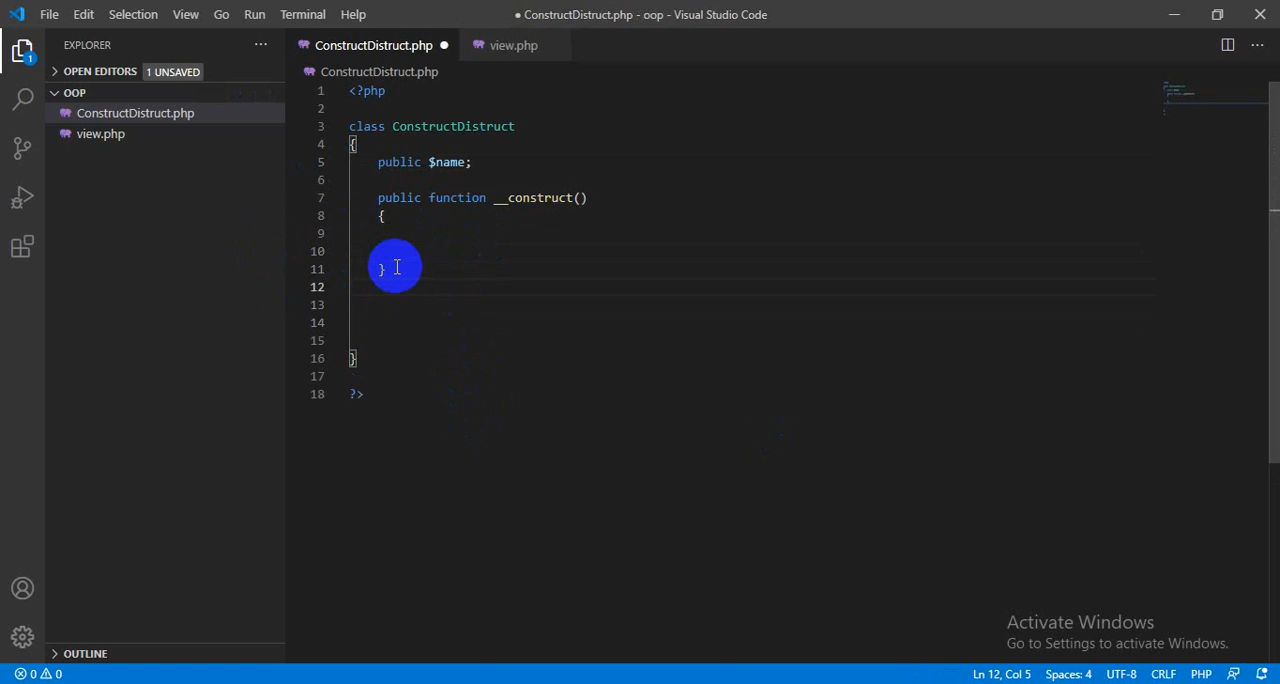 File Edit Selection View Go Run Terminal Help ● ConstructDistruct.php - oop - Visual Studio Code
EXPLORER ··· ConstructDistruct.php ● view.php ···
OPEN EDITORS 1 UNSAVED
ConstructDistruct.php
OOP
ConstructDistruct.php
view.php
1
1 <?php
2
3 class ConstructDistruct
4 {
5 public $name;
6
7 public function __construct()
8 {
9
10
11 }
12
13
14
15
16 }
17
18 ?>
Activate Windows
Go to Settings to activate Windows.
OUTLINE
0 0 Ln 12, Col 5 Spaces: 4 UTF-8 CRLF PHP